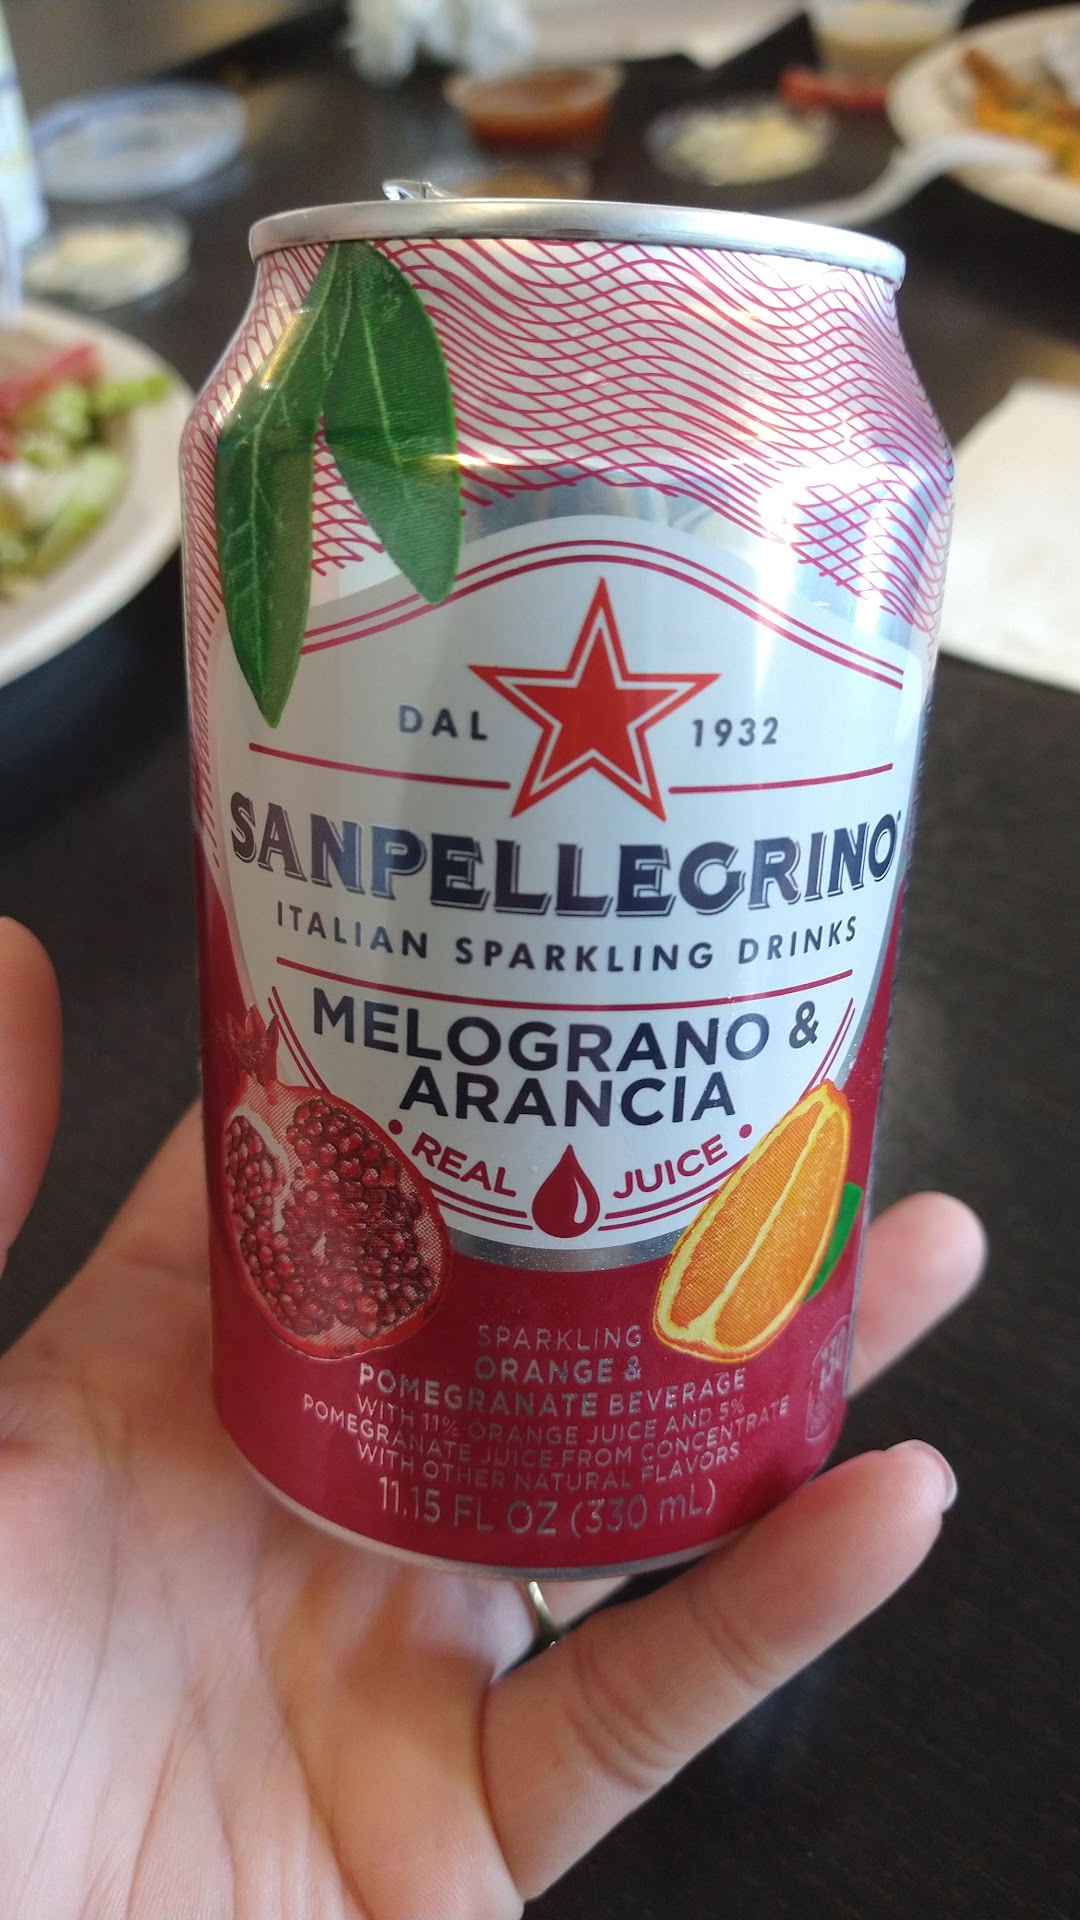 DAL 1932
SANPELLEGRINO
ITALIAN SPARKLING DRINKS
MELOGRANO &
ARANCIA
REAL JUICE
SPARKLING
ORANGE &
POMEGRANATE BEVERAGE
WITH 11% ORANGE JUICE AND 5%
POMEGRANATE JUICE FROM CONCENTRATE
WITH OTHER NATURAL FLAVORS
11.15 FL OZ (330 mL)